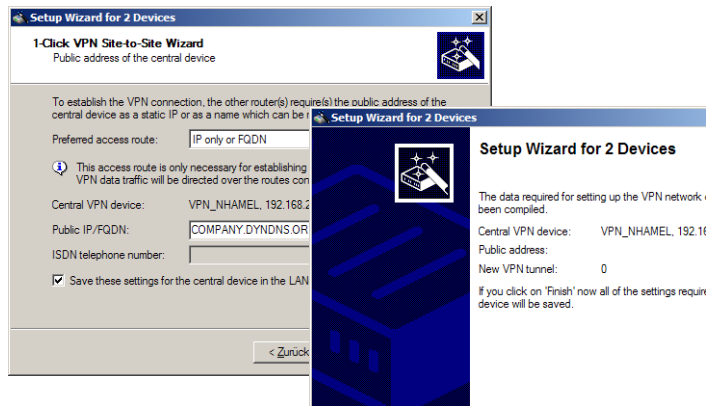 Setup Wizard for 2 Devices
1-Click VPN Site-to-Site Wizard
Public address of the central device
To establish the VPN connection, the other router(s) require(s) the public address of the
central device as a static IP or as a name which can be
Preferred access route: IP only or FQDN
This access route is only necessary for establishing
VPN data traffic will be directed over the routes
Central VPN device: VPN_NHAMEL, 192.168.2
Public IP/FQDN: COMPANY.DYNDNS.OR
ISDN telephone number:
Save these settings for the central device in the LAN
< Zurück
Setup Wizard for 2 Devices
Setup Wizard for 2 Devices
The data required for setting up the VPN network
been compiled.
Central VPN device: VPN_NHAMEL, 192.16
Public address:
New VPN tunnel: 0
If you click on 'Finish' now all of the settings
device will be saved.